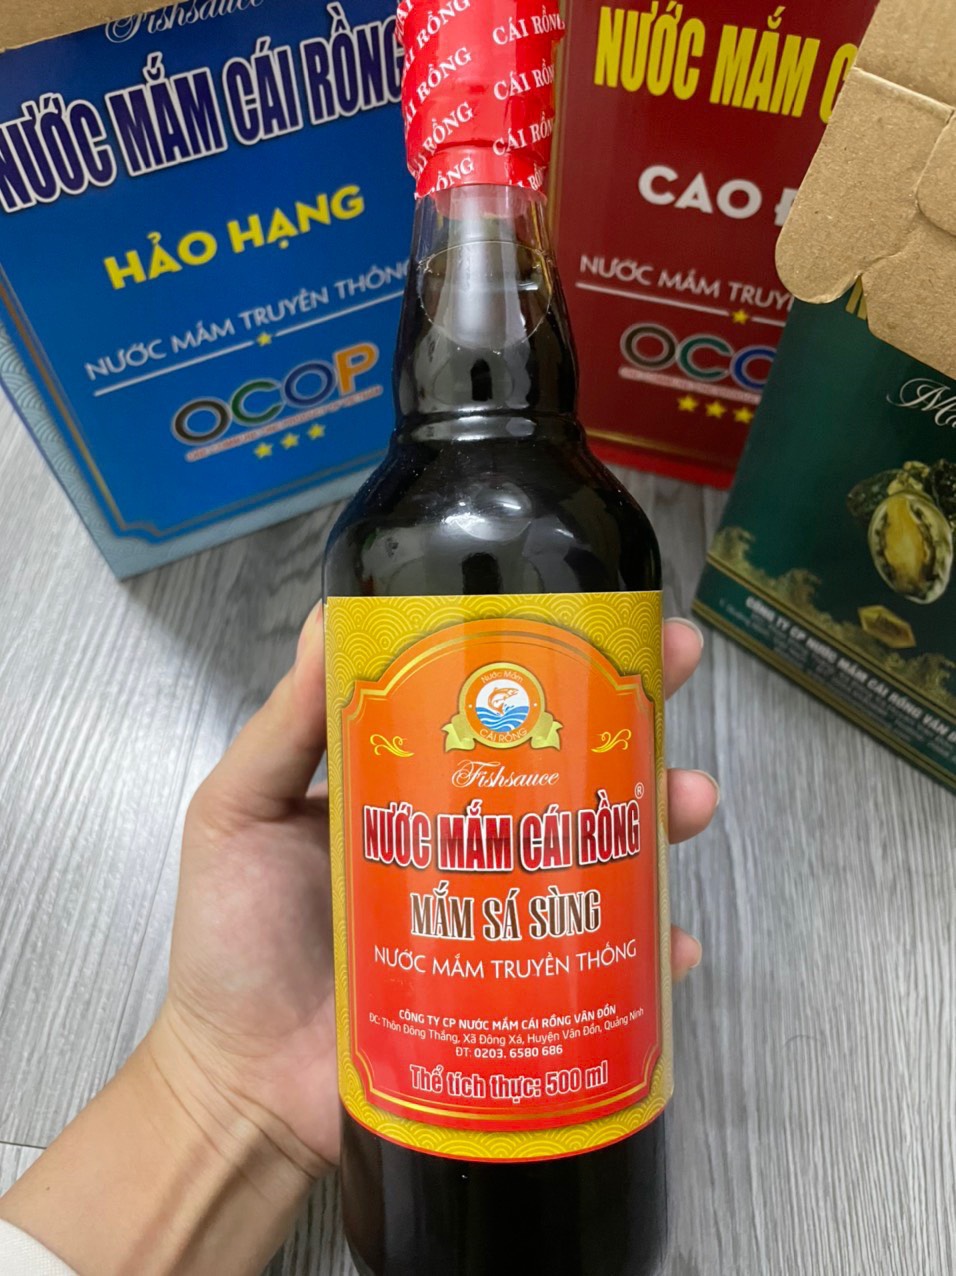 Fishsauce
NƯỚC MẮM CÁI RỒNG
HẢO HẠNG
NƯỚC MẮM TRUYỀN THỐNG
OCOP
CÁI RỒNG
CÁI RỒNG
CÁI RỒNG
NƯỚC MẮM
CAO
NƯỚC MẮM
CÔNG TY CP NƯỚC MẮM CÁI RỒNG VÂN
Nước Mắm
CÁI RỒNG
Fishsauce
NƯỚC MẮM CÁI RỒNG®
MẮM SÁ SÙNG
NƯỚC MẮM TRUYỀN THỐNG
CÔNG TY CP NƯỚC MẮM CÁI RỒNG VÂN ĐỒN
ĐC: Thôn Đông Thắng, Xã Đông Xá, Huyện Vân Đồn, Quảng Ninh
ĐT: 0203. 6580 686
Thể tích thực: 500 ml